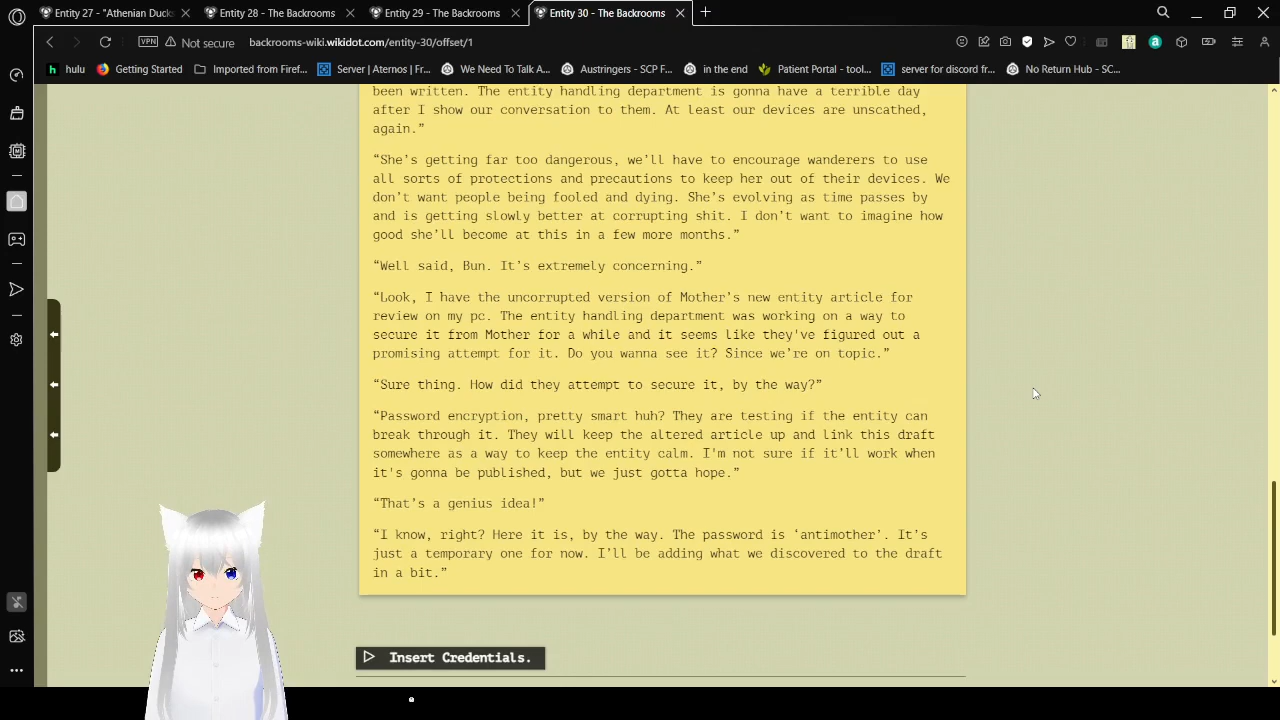 Entity 27 - "Athenian Ducks
Entity 28 - The Backrooms
Entity 29 - The Backrooms
Entity 30 - The Backrooms
VPN
Not secure
backrooms-wiki.wikidot.com/entity-30/offset/1
hulu
Getting Started
Imported from Firef...
Server | Aternos | Fr...
We Need To Talk A...
Austringers - SCP F...
in the end
Patient Portal - tool...
server for discord fr...
No Return Hub - SC...
been written. The entity handling department is gonna have a terrible day
after I show our conversation to them. At least our devices are unscathed,
again.”
“She’s getting far too dangerous, we’ll have to encourage wanderers to use
all sorts of protections and precautions to keep her out of their devices. We
don’t want people being fooled and dying. She’s evolving as time passes by
and is getting slowly better at corrupting shit. I don’t want to imagine how
good she’ll become at this in a few more months.”
“Well said, Bun. It’s extremely concerning.”
“Look, I have the uncorrupted version of Mother’s new entity article for
review on my pc. The entity handling department was working on a way to
secure it from Mother for a while and it seems like they've figured out a
promising attempt for it. Do you wanna see it? Since we’re on topic.”
“Sure thing. How did they attempt to secure it, by the way?”
“Password encryption, pretty smart huh? They are testing if the entity can
break through it. They will keep the altered article up and link this draft
somewhere as a way to keep the entity calm. I'm not sure if it’ll work when
it's gonna be published, but we just gotta hope.”
“That’s a genius idea!”
“I know, right? Here it is, by the way. The password is ‘antimother’. It’s
just a temporary one for now. I’ll be adding what we discovered to the draft
in a bit.”
Insert Credentials.